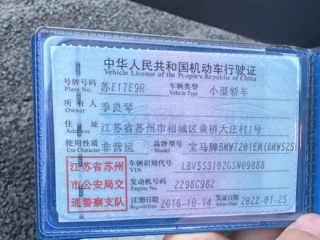 中华人民共和国机动车行驶证
Vehicle License of the People's Republic of China
号牌号码 苏E17E9R 车辆类型 小型轿车
Plate No. Vehicle Type
所有人 季良琴
Owner
住址 江苏省苏州市相城区黄桥大庄村1号
Address
使用性质 非营运 品牌型号 宝马牌BMW7201EM(BMW525
Use Character
江苏省苏州 车辆识别代号 LBV5S3102GSN09888
VIN
市公安局交 发动机号码 2298C982
Engine No.
通警察支队 注册日期 2016-10-14 发证日期 2022-01-25
Register Date Issue Date